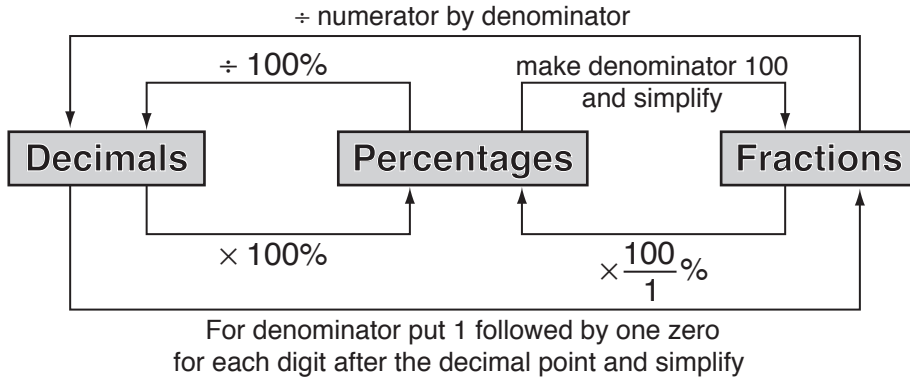 ÷ numerator by denominator
÷ 100%
make denominator 100
and simplify
Decimals
Percentages
Fractions
× 100%
× 100/1 %
For denominator put 1 followed by one zero
for each digit after the decimal point and simplify